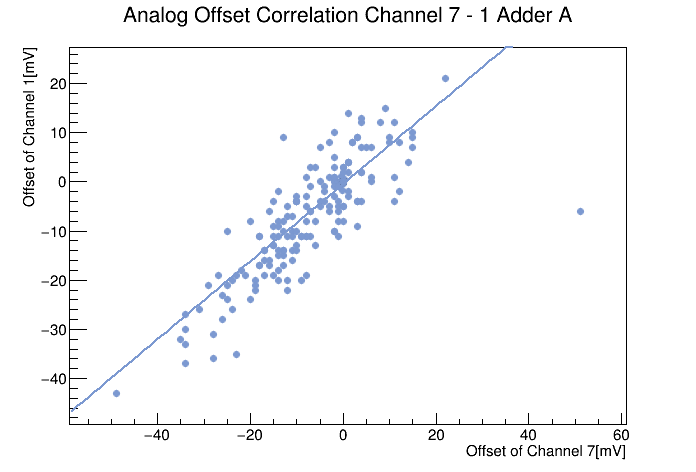 Analog Offset Correlation Channel 7 - 1 Adder A
Offset of Channel 1[mV]
20
10
0
−10
−20
−30
−40
−40 −20 0 20 40 60
Offset of Channel 7[mV]